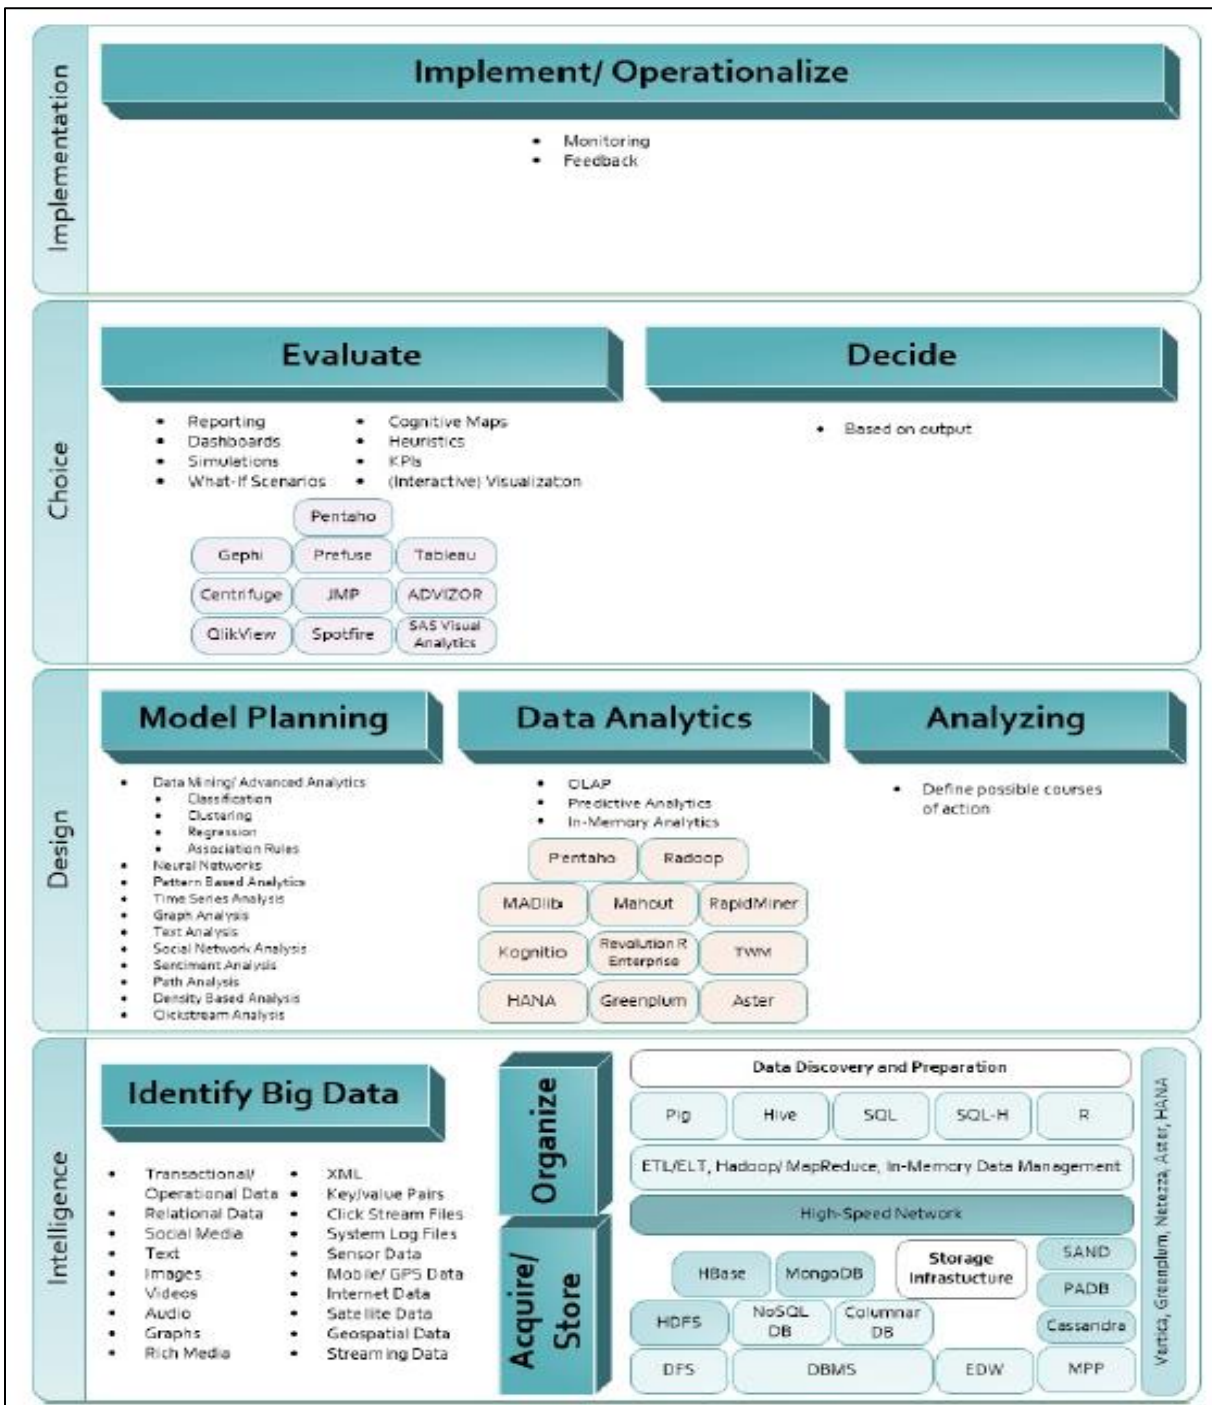 Implementation
Implement/ Operationalize
• Monitoring
• Feedback
Choice
Evaluate
• Reporting
• Dashboards
• Simulations
• What-If Scenarios
• Cognitive Maps
• Heuristics
• KPIs
• (Interactive) Visualization
Pentaho
Gephi
Prefuse
Tableau
Centrifuge
JMP
ADVIZOR
QlikView
Spotfire
SAS Visual
Analytics
Decide
• Based on output
Design
Model Planning
• Data Mining/ Advanced Analytics
• Classification
• Clustering
• Regression
• Association Rules
• Neural Networks
• Pattern Based Analytics
• Time Series Analysis
• Graph Analysis
• Text Analysis
• Social Network Analysis
• Sentiment Analysis
• Path Analysis
• Density Based Analysis
• Clickstream Analysis
Data Analytics
• OLAP
• Predictive Analytics
• In-Memory Analytics
Pentaho
Radoop
MADlib
Mahout
RapidMiner
Kognitio
Revolution R
Enterprise
TWM
HANA
Greenplum
Aster
Analyzing
• Define possible courses
of action
Intelligence
Identify Big Data
• Transactional/
Operational Data
• Relational Data
• Social Media
• Text
• Images
• Videos
• Audio
• Graphs
• Rich Media
• XML
• Key/value Pairs
• Click Stream Files
• System Log Files
• Sensor Data
• Mobile/ GPS Data
• Internet Data
• Satellite Data
• Geospatial Data
• Streaming Data
Organize
Data Discovery and Preparation
Pig
Hive
SQL
SQL-H
R
ETL/ELT, Hadoop/ MapReduce, In-Memory Data Management
High-Speed Network
Acquire/
Store
HBase
MongoDB
Storage
Infrastucture
SAND
PADB
HDFS
NoSQL
DB
Columnar
DB
Cassandra
DFS
DBMS
EDW
MPP
Vertica, Greenplum, Netezza, Aster, HANA